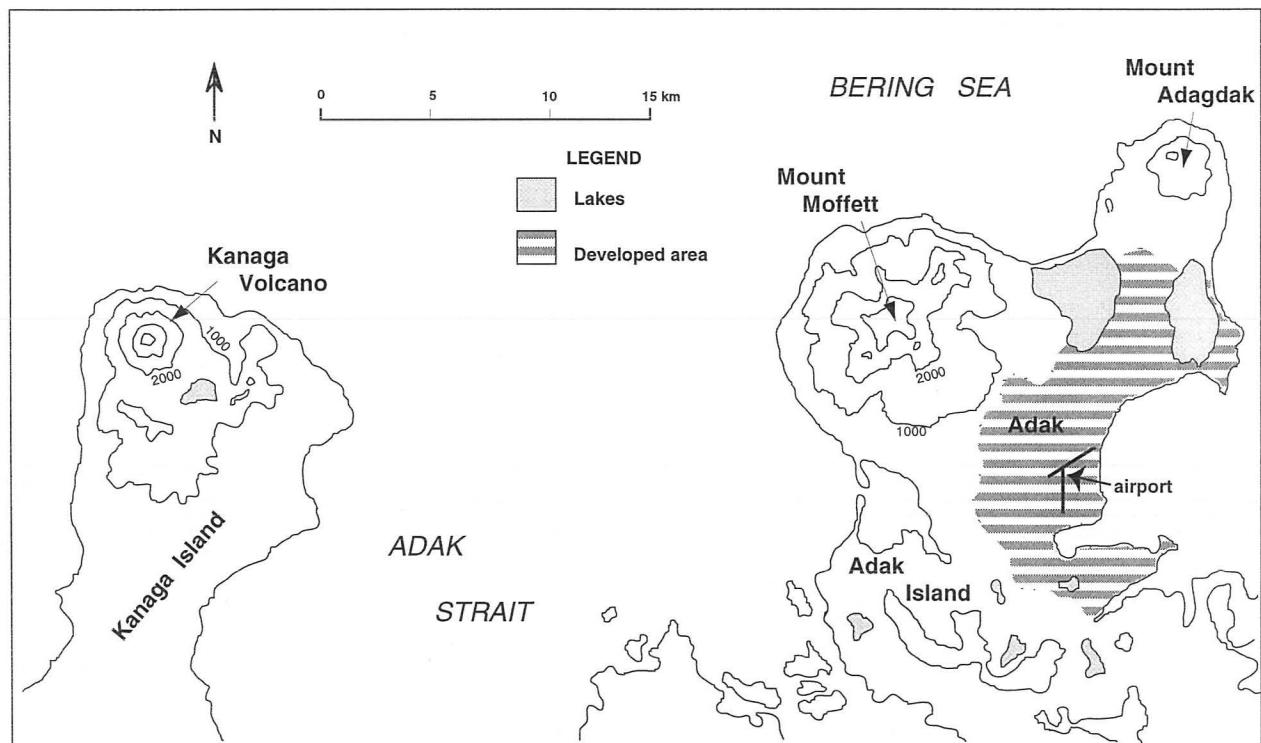 BERING SEA
Mount
Adagdak
0 5 10 15 km
N
LEGEND
Lakes
Developed area
Mount
Moffett
Kanaga
Volcano
1000
2000
2000
1000
Adak
airport
Kanaga Island
ADAK
STRAIT
Adak
Island